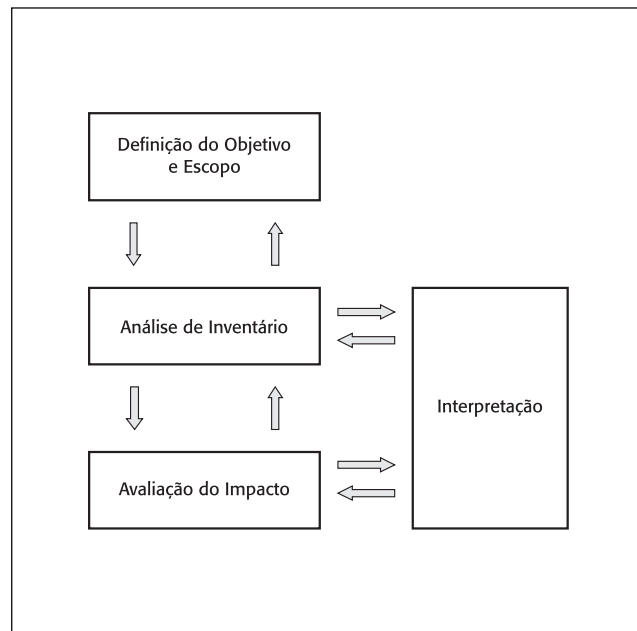 Definição do Objetivo
e Escopo
Análise de Inventário
Interpretação
Avaliação do Impacto